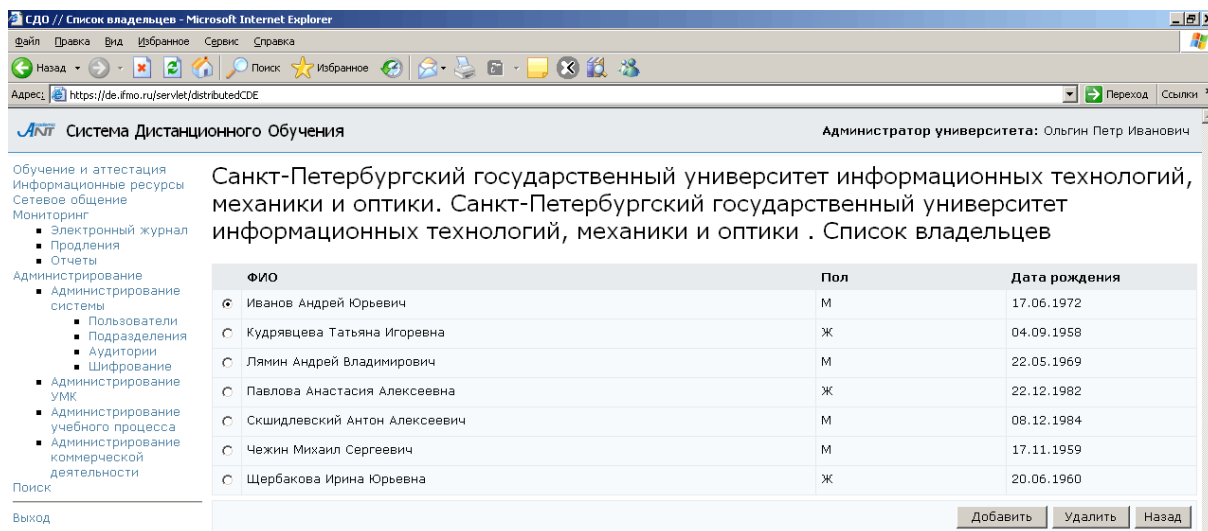 СДО // Список владельцев - Microsoft Internet Explorer
Файл Правка Вид Избранное Сервис Справка
Назад Поиск Избранное
Адрес: https://de.ifmo.ru/servlet/distributedCDE Переход Ссылки
Academic ANT Система Дистанционного Обучения Администратор университета: Ольгин Петр Иванович
Обучение и аттестация
Информационные ресурсы
Сетевое общение
Мониторинг
Электронный журнал
Продления
Отчеты
Администрирование
Администрирование
системы
Пользователи
Подразделения
Аудитории
Шифрование
Администрирование
УМК
Администрирование
учебного процесса
Администрирование
коммерческой
деятельности
Поиск
Выход
Санкт-Петербургский государственный университет информационных технологий,
механики и оптики. Санкт-Петербургский государственный университет
информационных технологий, механики и оптики . Список владельцев
ФИО Пол Дата рождения
Иванов Андрей Юрьевич М 17.06.1972
Кудрявцева Татьяна Игоревна Ж 04.09.1958
Лямин Андрей Владимирович М 22.05.1969
Павлова Анастасия Алексеевна Ж 22.12.1982
Скшидлевский Антон Алексеевич М 08.12.1984
Чежин Михаил Сергеевич М 17.11.1959
Щербакова Ирина Юрьевна Ж 20.06.1960
Добавить Удалить Назад